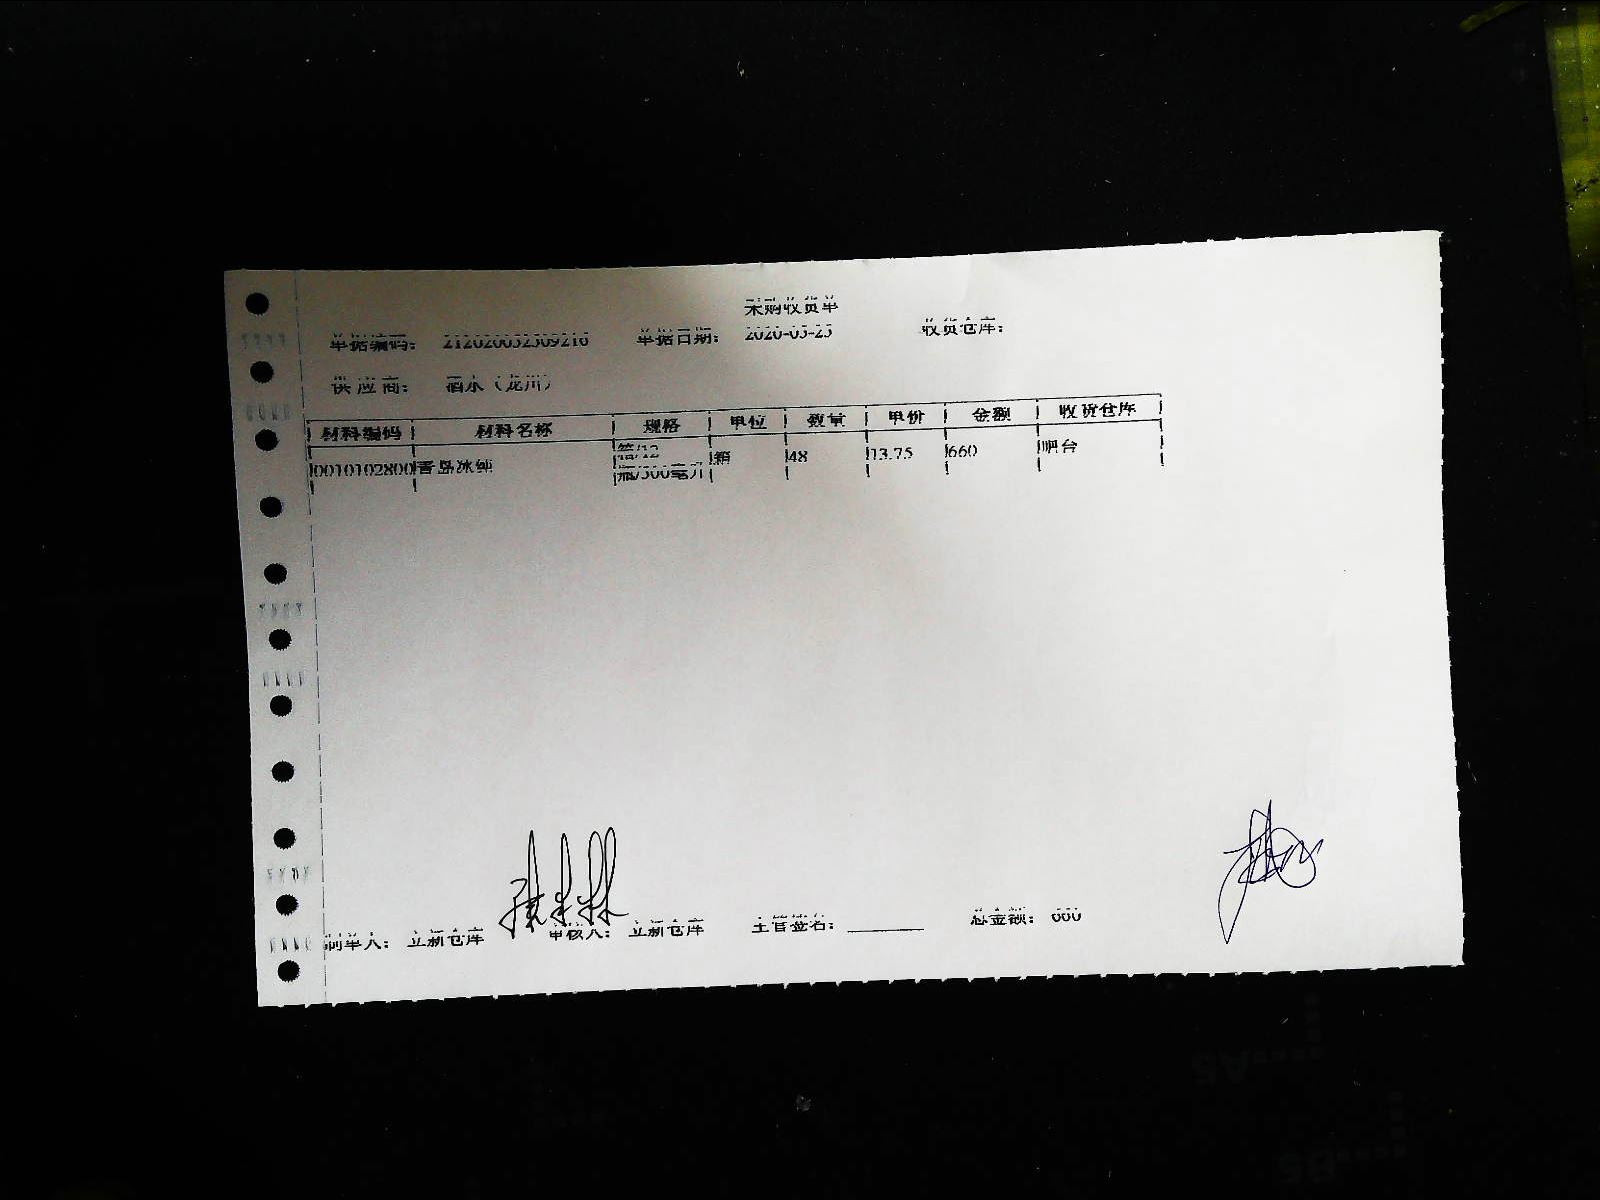 采购收货单
单据编码: 212020032309216 单据日期: 2020-03-23 收货仓库:
供应商: 酒水（龙川）
材料编码 材料名称 规格 单位 数量 单价 金额 收货仓库
0010102800 青岛冰纯 箱/12瓶/500毫升 箱 48 13.75 660 吧台
制单人: 立新仓库 审核人: 立新仓库 主管签名: 总金额: 660